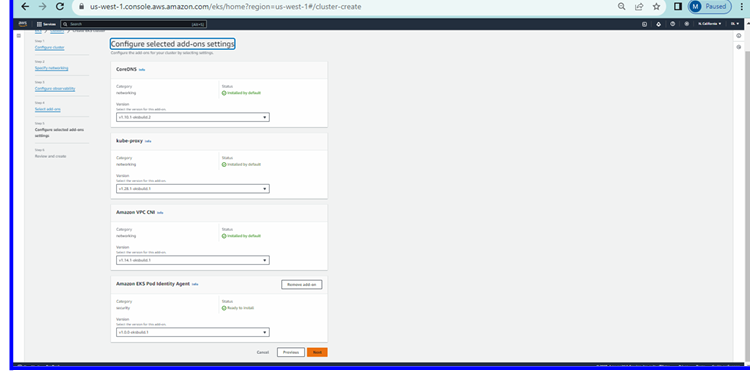 us-west-1.console.aws.amazon.com/eks/home?region=us-west-1#/cluster-create
M Paused
aws Services Search [Alt+S] N. California
Step 1
Configure cluster
Step 2
Specify networking
Step 3
Configure observability
Step 4
Select add-ons
Step 5
Configure selected add-ons settings
Step 6
Review and create
Configure selected add-ons settings
Configure the add-ons for your cluster by selecting settings.
CoreDNS Info
Category
networking
Status
Installed by default
Version
Select the version for this add-on.
v1.10.1-eksbuild.2
kube-proxy Info
Category
networking
Status
Installed by default
Version
Select the version for this add-on.
v1.28.1-eksbuild.1
Amazon VPC CNI Info
Category
networking
Status
Installed by default
Version
Select the version for this add-on.
v1.14.1-eksbuild.1
Amazon EKS Pod Identity Agent Info
Remove add-on
Category
security
Status
Ready to install
Version
Select the version for this add-on.
v1.0.0-eksbuild.1
Cancel Previous Next